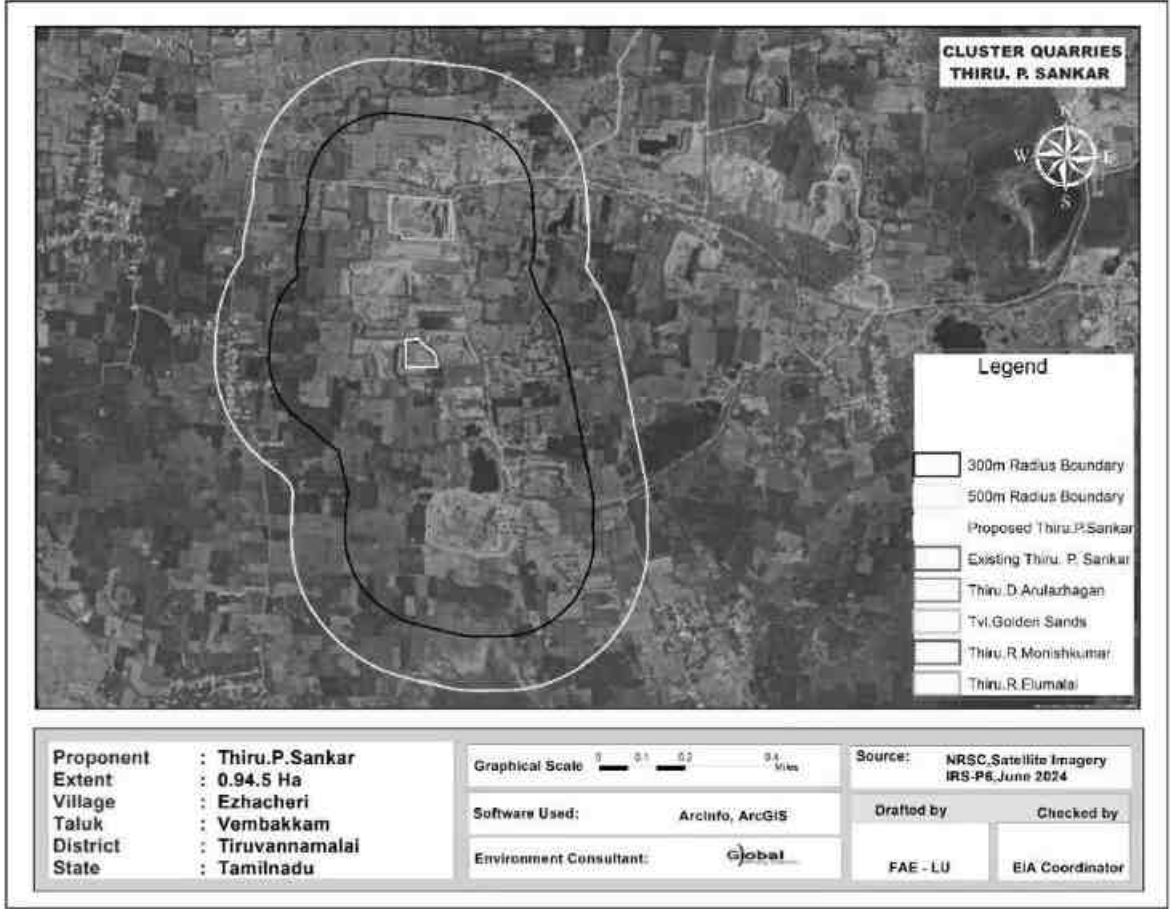 CLUSTER QUARRIES
THIRU. P. SANKAR
N
W E
S
Legend
300m Radius Boundary
500m Radius Boundary
Proposed Thiru.P.Sankar
Existing Thiru. P. Sankar
Thiru.D.Arulazhagan
Tvl.Golden Sands
Thiru.R.Monishkumar
Thiru.R.Elumalai
Proponent : Thiru.P.Sankar
Extent : 0.94.5 Ha
Village : Ezhacheri
Taluk : Vembakkam
District : Tiruvannamalai
State : Tamilnadu
Graphical Scale 0 0.1 0.2 0.4
Miles
Software Used: ArcInfo, ArcGIS
Environment Consultant: Global
Source: NRSC,Satellite Imagery
IRS-P6,June 2024
Drafted by Checked by
FAE - LU EIA Coordinator